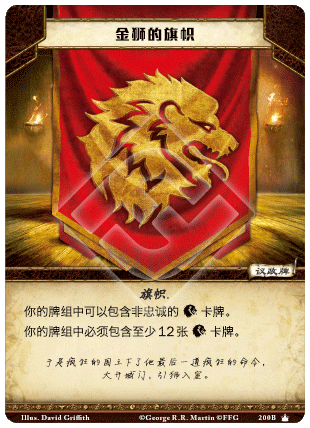 金狮的旗帜
议政牌
旗帜.
你的牌组中可以包含非忠诚的 卡牌。
你的牌组中必须包含至少 12 张 卡牌。
于是疯狂的国王下了他最后一道疯狂的命令,
大开城门, 引狮入室。
Illus. David Griffith ©George R.R. Martin ©FFG 200B